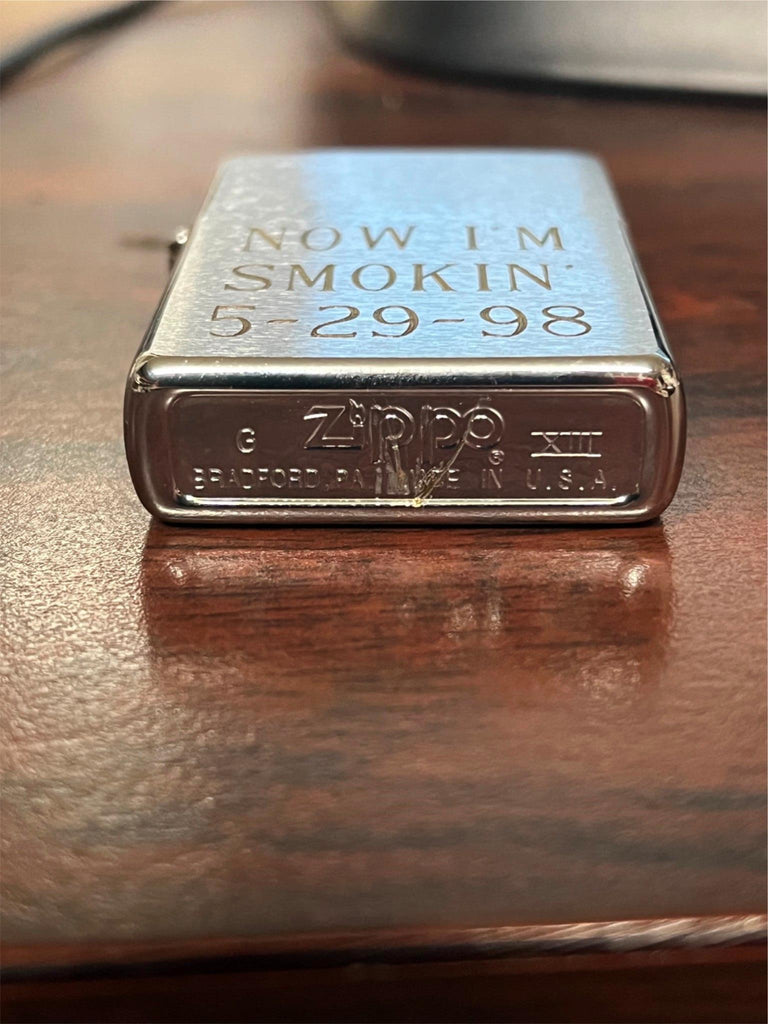 NOW I'M
SMOKIN'
5-29-98
G Zippo ® XIII
BRADFORD, PA. MADE IN U.S.A.